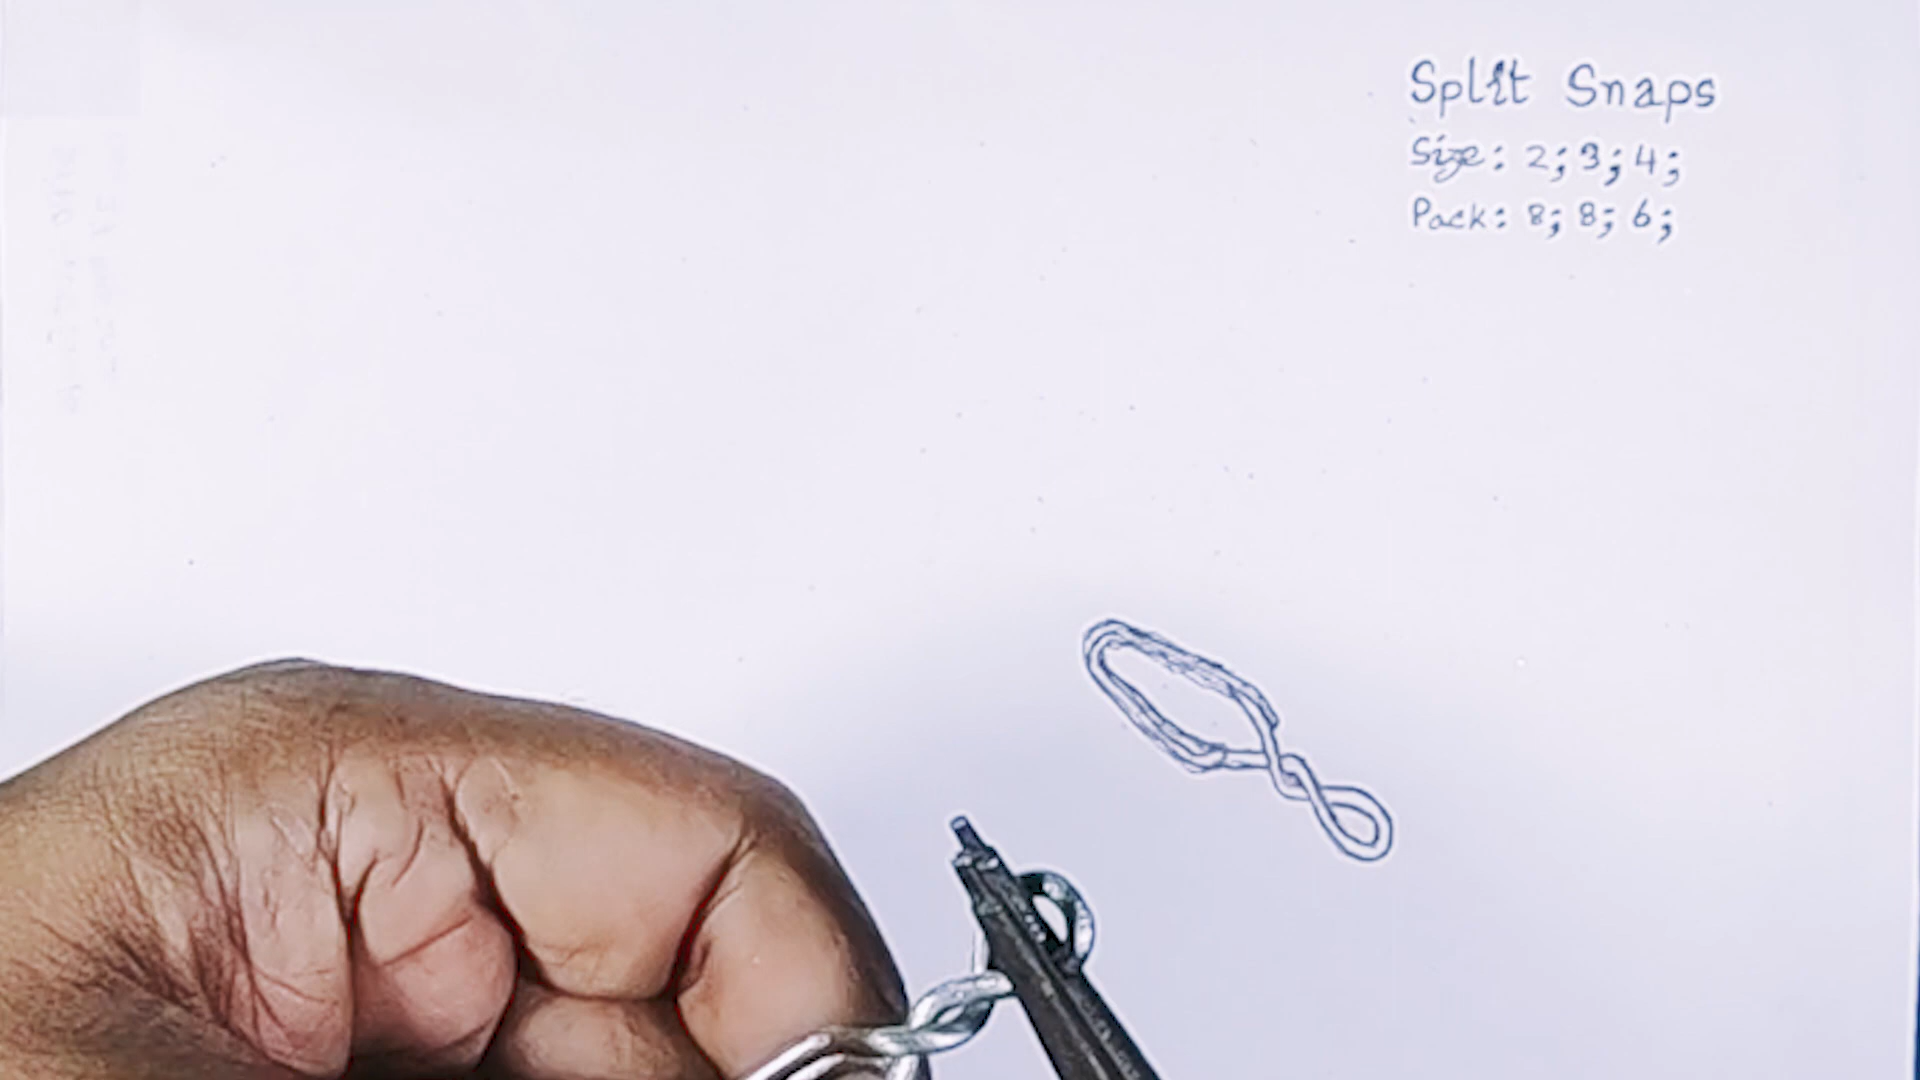 Split Snaps
Size: 2; 3; 4;
Pack: 8; 8; 6;